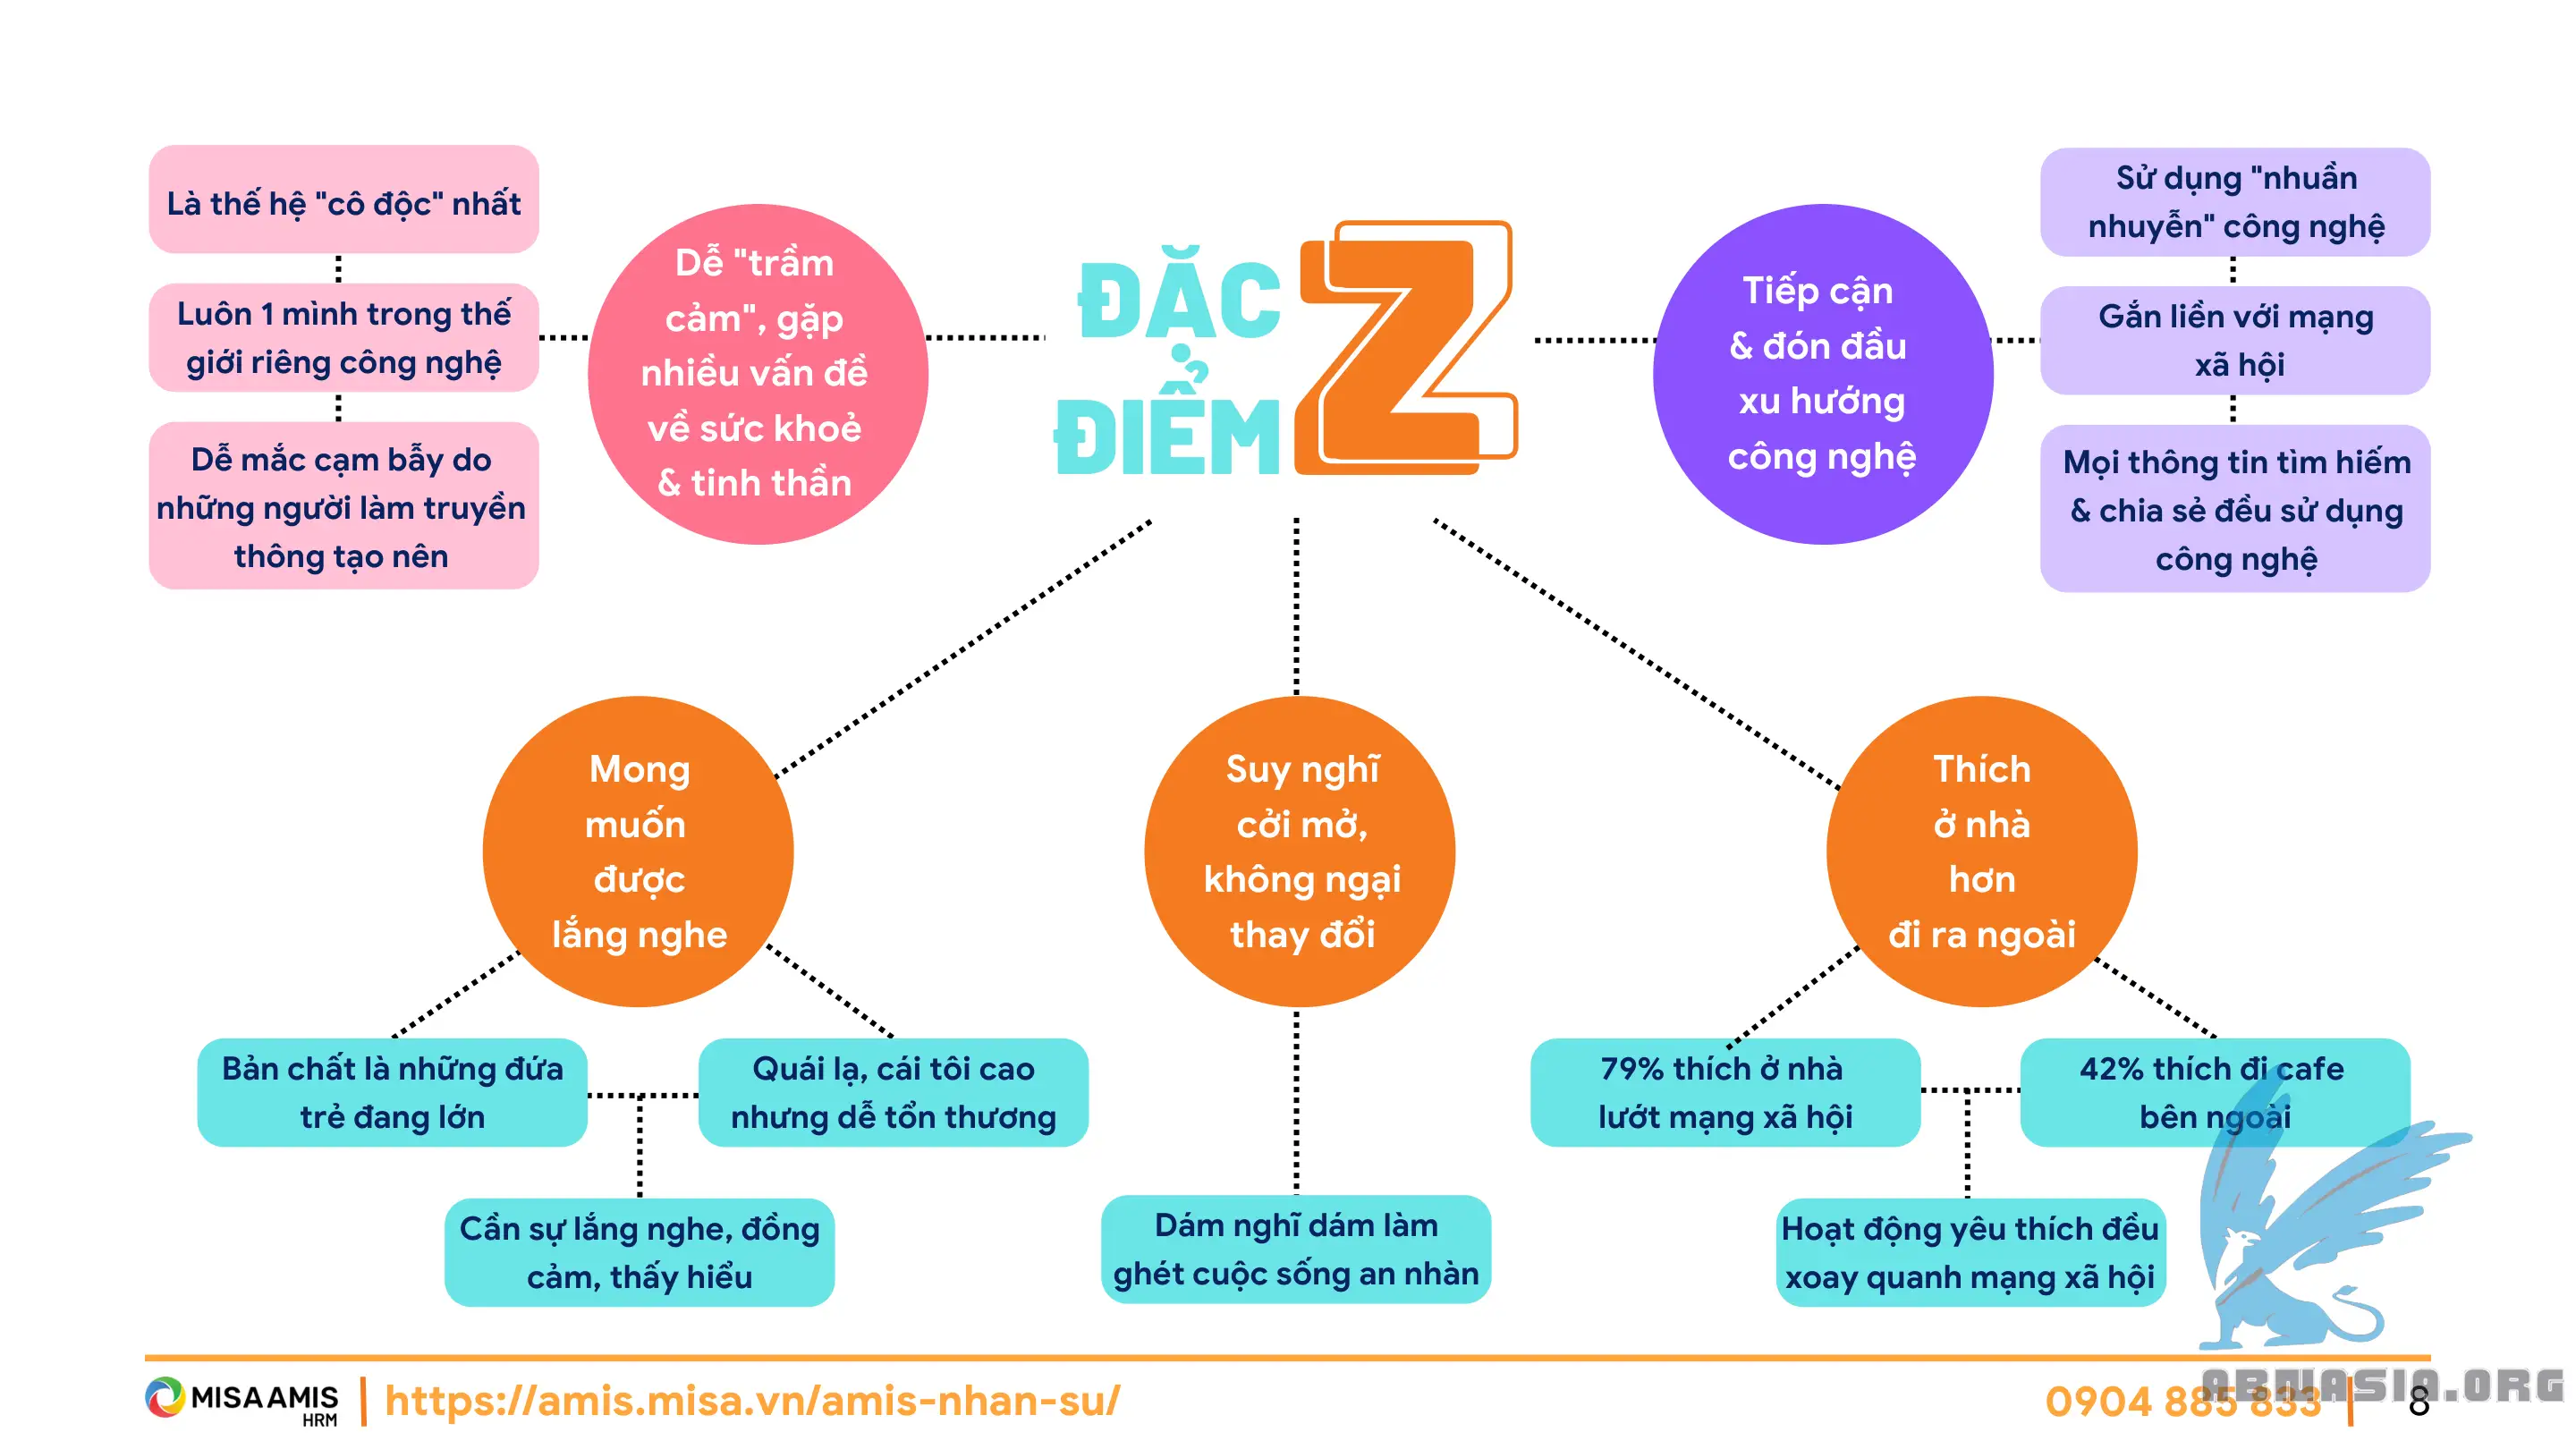 Là thế hệ "cô độc" nhất
Luôn 1 mình trong thế
giới riêng công nghệ
Dễ mắc cạm bẫy do
những người làm truyền
thông tạo nên
Dễ "trầm
cảm", gặp
nhiều vấn đề
về sức khoẻ
& tinh thần
ĐẶC
ĐIỂM
Z
Tiếp cận
& đón đầu
xu hướng
công nghệ
Sử dụng "nhuần
nhuyễn" công nghệ
Gắn liền với mạng
xã hội
Mọi thông tin tìm hiếm
& chia sẻ đều sử dụng
công nghệ
Mong
muốn
được
lắng nghe
Bản chất là những đứa
trẻ đang lớn
Quái lạ, cái tôi cao
nhưng dễ tổn thương
Cần sự lắng nghe, đồng
cảm, thấy hiểu
Suy nghĩ
cởi mở,
không ngại
thay đổi
Dám nghĩ dám làm
ghét cuộc sống an nhàn
Thích
ở nhà
hơn
đi ra ngoài
79% thích ở nhà
lướt mạng xã hội
42% thích đi cafe
bên ngoài
Hoạt động yêu thích đều
xoay quanh mạng xã hội
MISA AMIS
HRM
https://amis.misa.vn/amis-nhan-su/
0904 885 833
8
ABMASIA.ORG